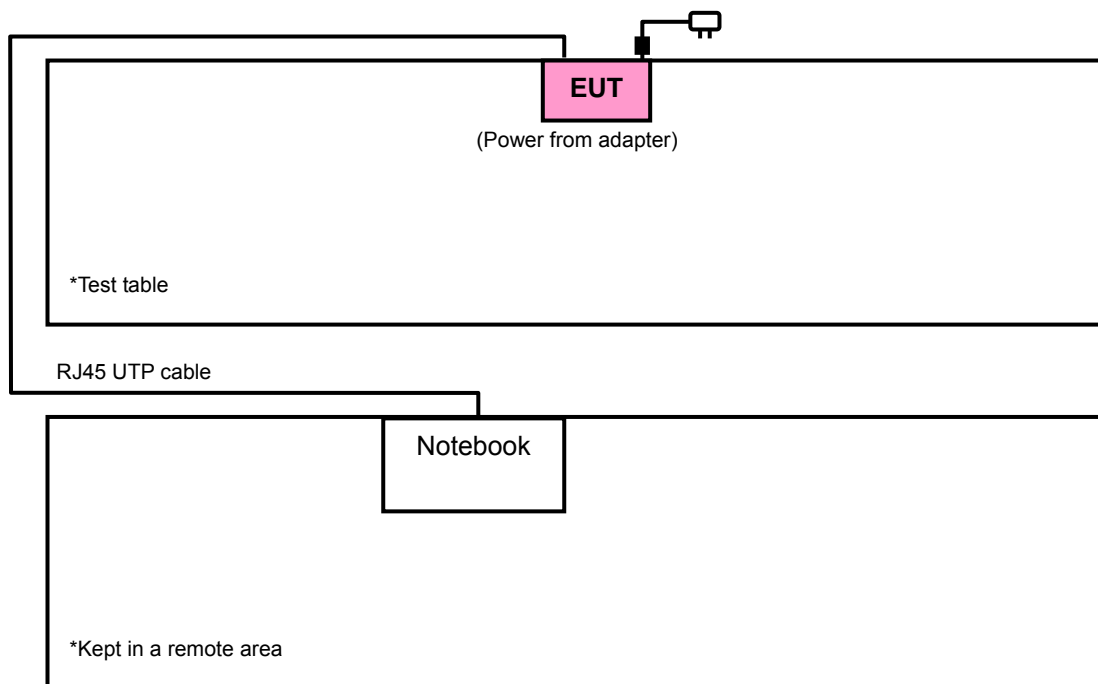 EUT
(Power from adapter)
*Test table
RJ45 UTP cable
Notebook
*Kept in a remote area